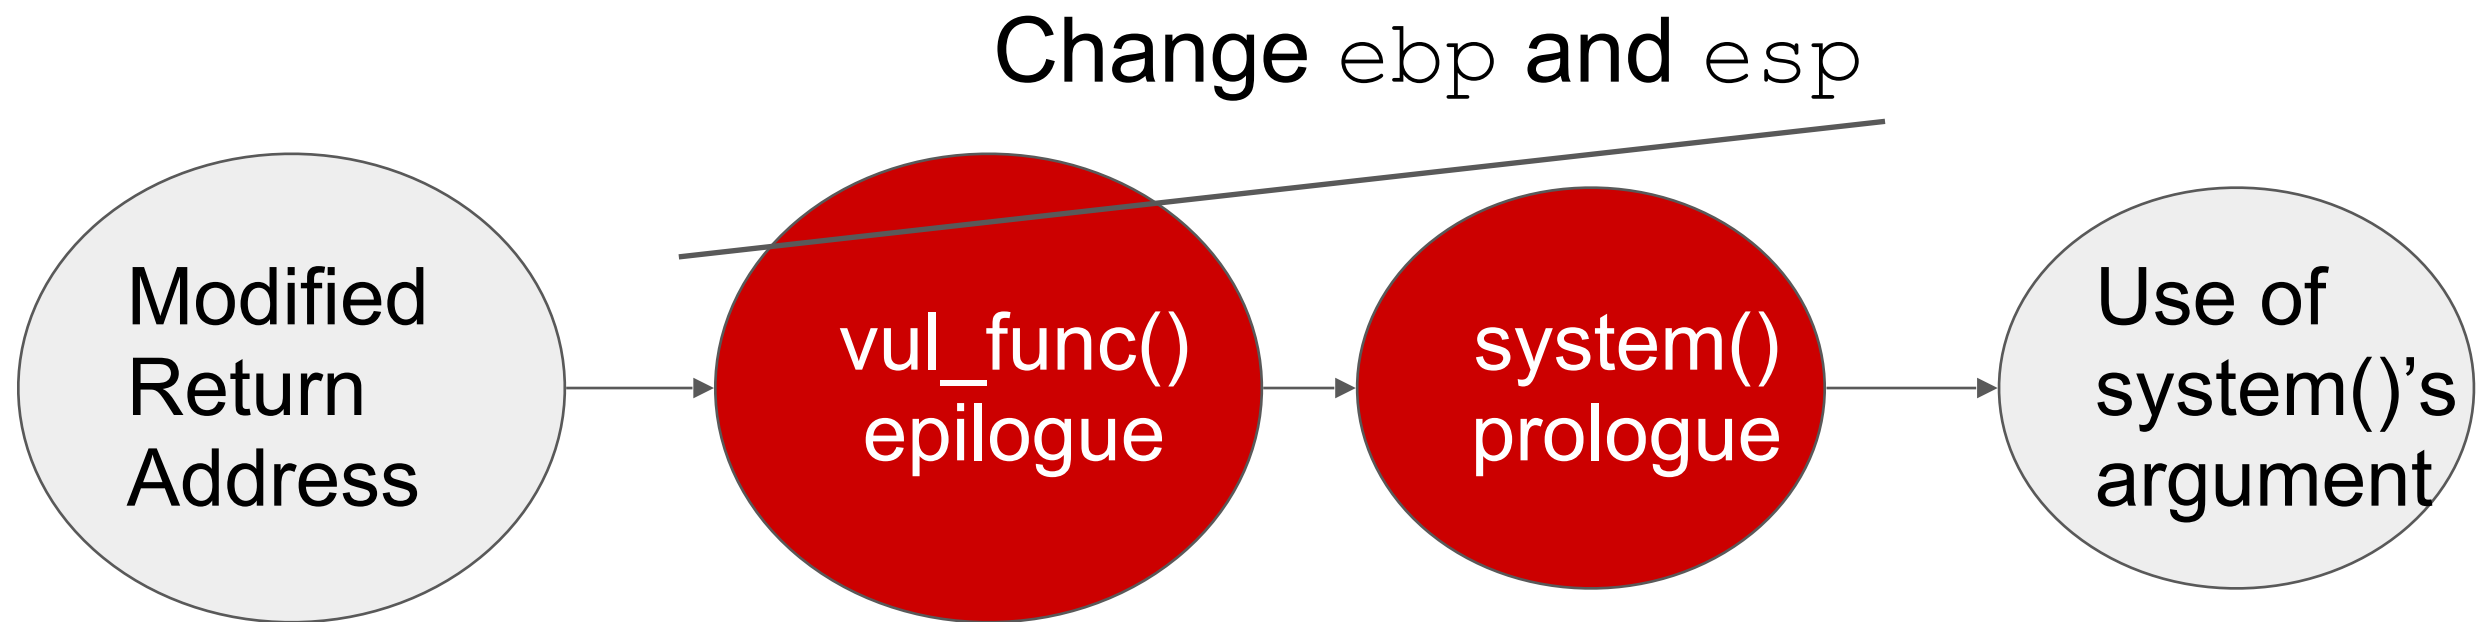 Change ebp and esp
Modified
Return
Address
vul_func()
epilogue
system()
prologue
Use of
system()’s
argument